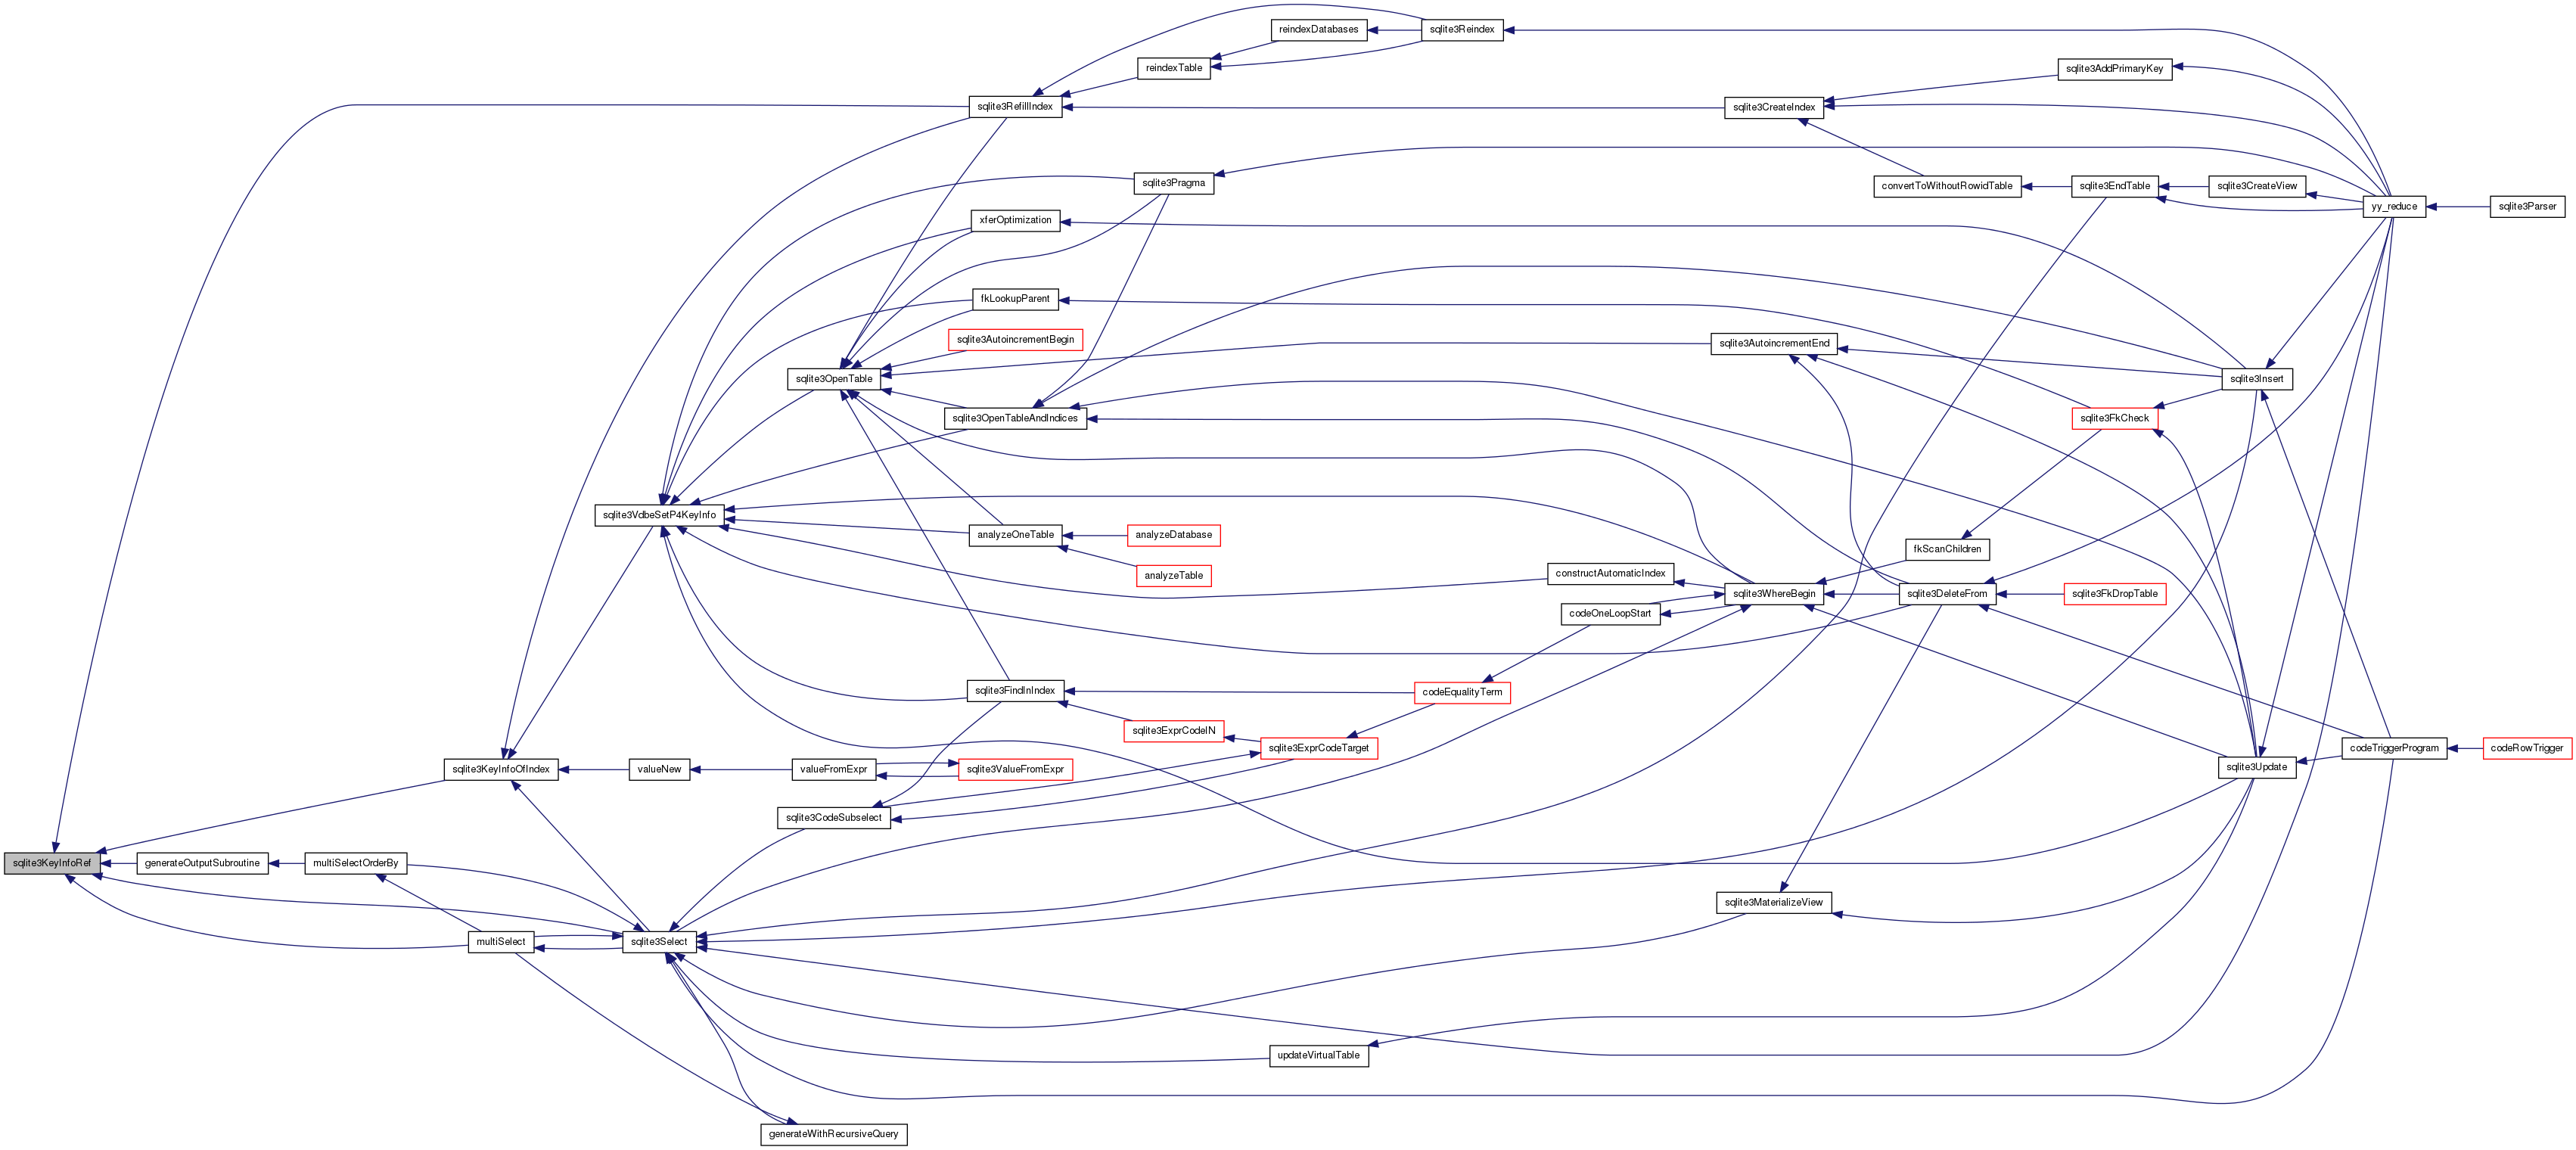 reindexDatabases
sqlite3Reindex
reindexTable
sqlite3AddPrimaryKey
sqlite3RefillIndex
sqlite3CreateIndex
sqlite3Pragma
convertToWithoutRowidTable
sqlite3EndTable
sqlite3CreateView
yy_reduce
sqlite3Parser
xferOptimization
fkLookupParent
sqlite3AutoincrementBegin
sqlite3AutoincrementEnd
sqlite3OpenTable
sqlite3Insert
sqlite3OpenTableAndIndices
sqlite3FkCheck
sqlite3VdbeSetP4KeyInfo
analyzeOneTable
analyzeDatabase
fkScanChildren
analyzeTable
constructAutomaticIndex
sqlite3WhereBegin
sqlite3DeleteFrom
sqlite3FkDropTable
codeOneLoopStart
sqlite3FindInIndex
codeEqualityTerm
sqlite3ExprCodeIN
sqlite3ExprCodeTarget
codeTriggerProgram
codeRowTrigger
sqlite3KeyInfoOfIndex
valueNew
valueFromExpr
sqlite3ValueFromExpr
sqlite3Update
sqlite3CodeSubselect
sqlite3KeyInfoRef
generateOutputSubroutine
multiSelectOrderBy
sqlite3MaterializeView
multiSelect
sqlite3Select
updateVirtualTable
generateWithRecursiveQuery